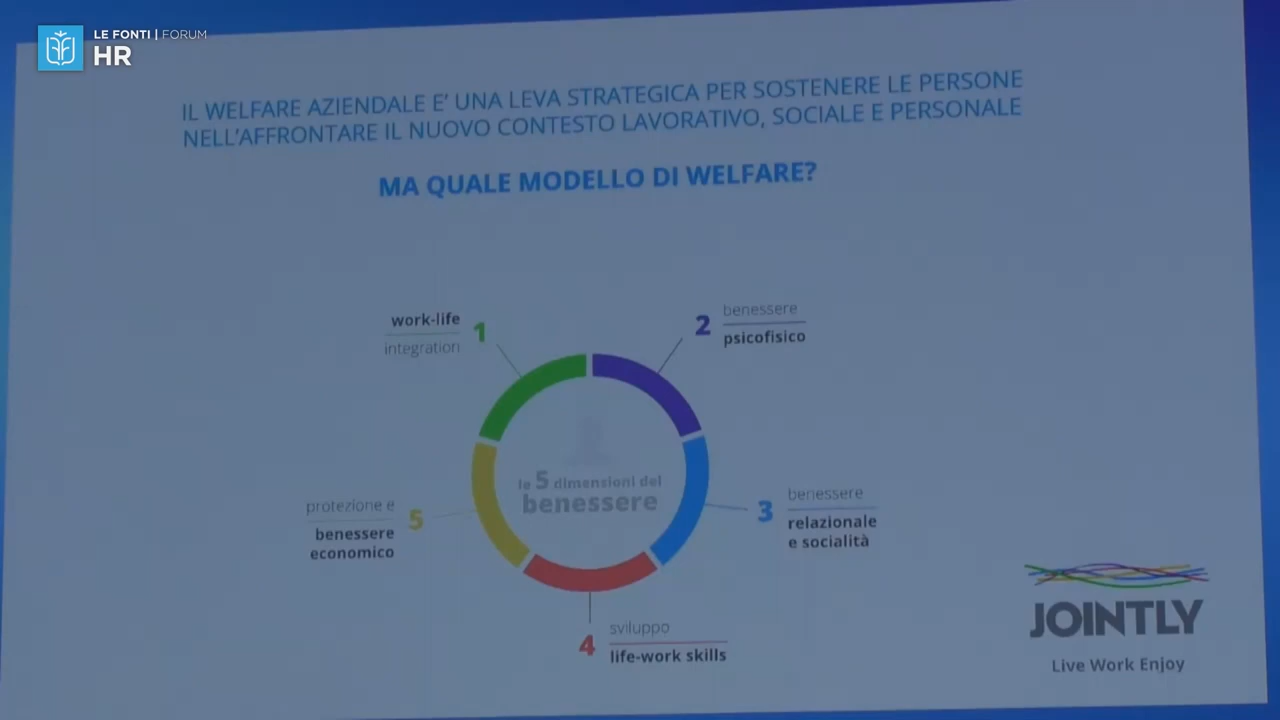 LE FONTI | FORUM
HR
IL WELFARE AZIENDALE E' UNA LEVA STRATEGICA PER SOSTENERE LE PERSONE
NELL'AFFRONTARE IL NUOVO CONTESTO LAVORATIVO, SOCIALE E PERSONALE
MA QUALE MODELLO DI WELFARE?
work-life
integration
1
2
benessere
psicofisico
le 5 dimensioni del
benessere
3
benessere
relazionale
e socialità
protezione e
benessere
economico
5
4
sviluppo
life-work skills
JOINTLY
Live Work Enjoy